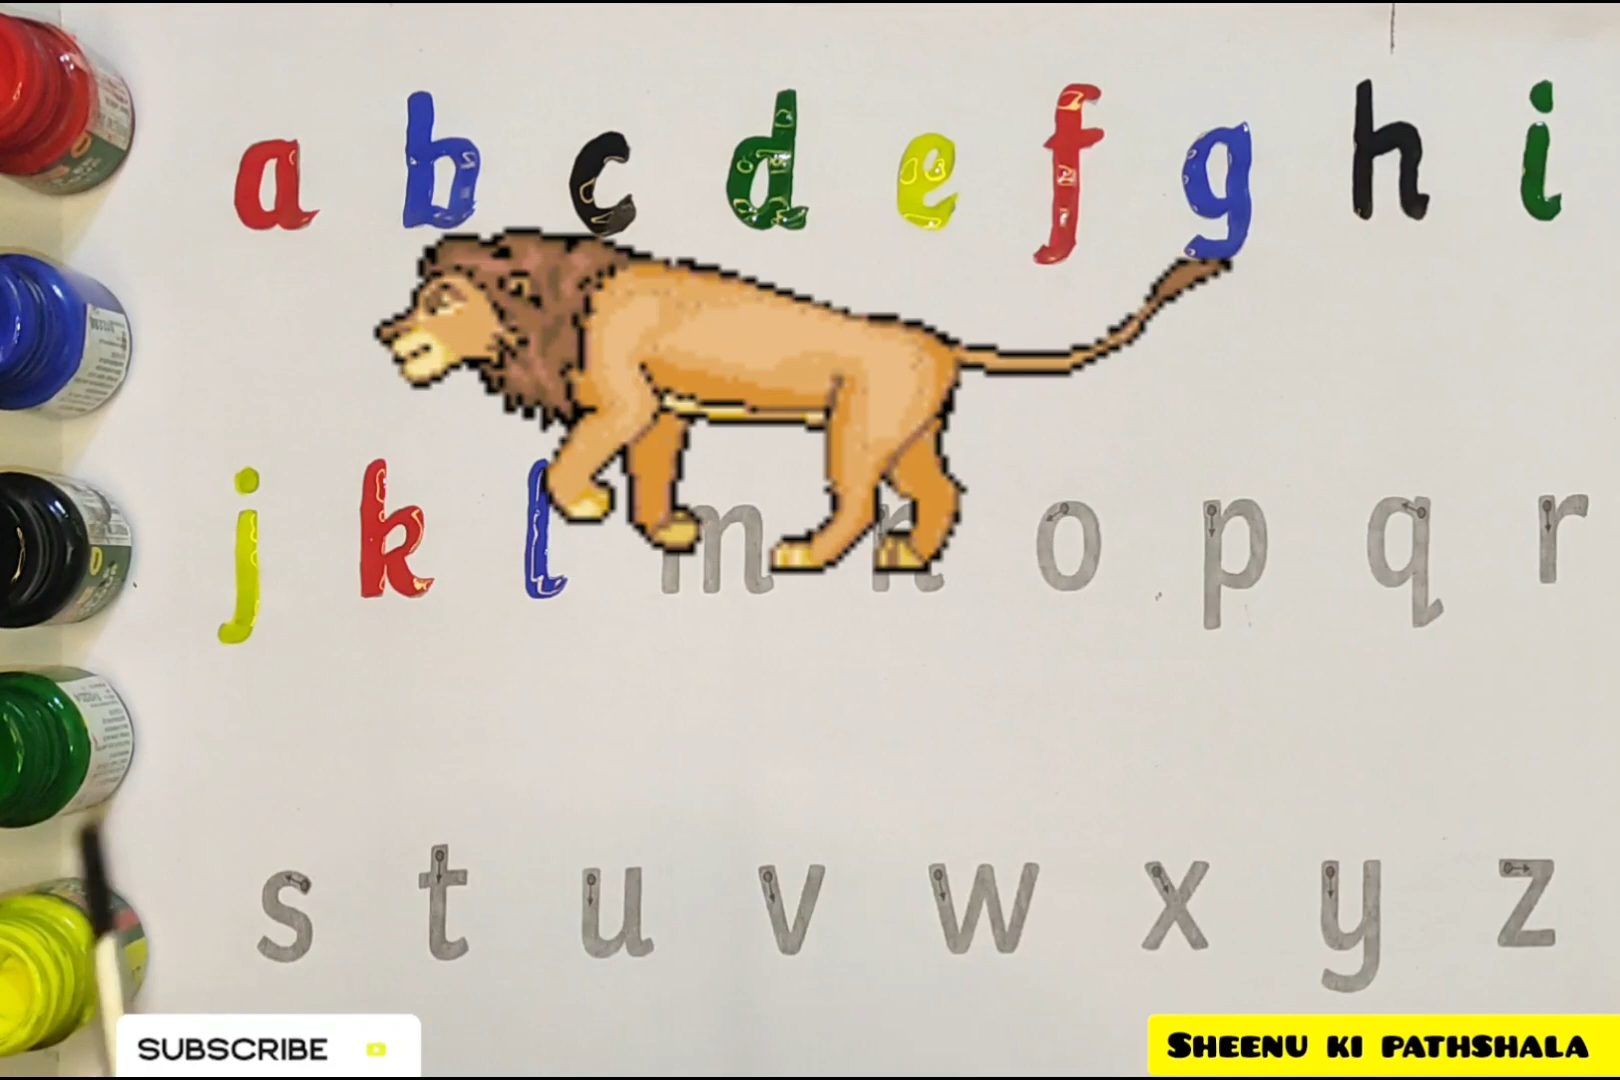 a b c d e f g h i
j k l m n o p q r
s t u v w x y z
SUBSCRIBE
SHEENU KI PATHSHALA